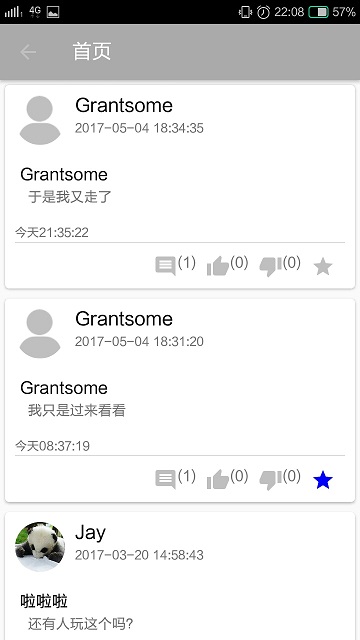 4G 22:08 57%
首页
Grantsome
2017-05-04 18:34:35
Grantsome
于是我又走了
今天21:35:22
(1) (0) (0)
Grantsome
2017-05-04 18:31:20
Grantsome
我只是过来看看
今天08:37:19
(1) (0) (0)
Jay
2017-03-20 14:58:43
啦啦啦
还有人玩这个吗?